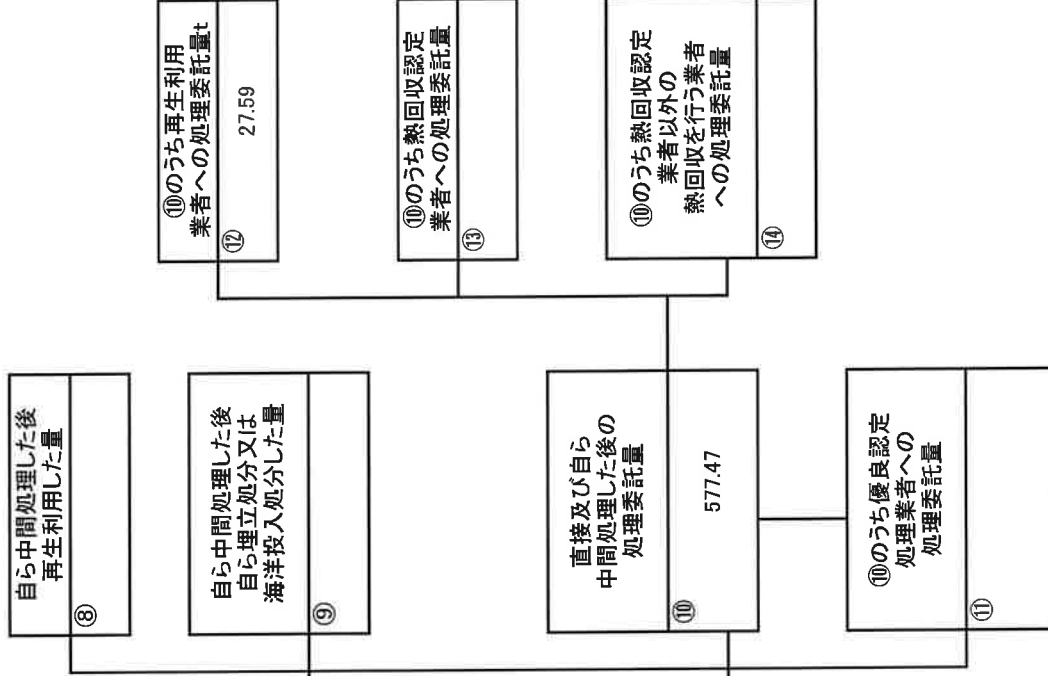 自ら中間処理した後
再生利用した量
⑧
自ら中間処理した後
自ら埋立処分又は
海洋投入処分した量
⑨
直接及び自ら
中間処理した後の
処理委託量
⑩
577.47
⑩のうち優良認定
処理業者への
処理委託量
⑪
⑩のうち再生利用
業者への処理委託量t
⑫
27.59
⑩のうち熱回収認定
業者への処理委託量
⑬
⑩のうち熱回収認定
業者以外の
熱回収を行う業者
への処理委託量
⑭